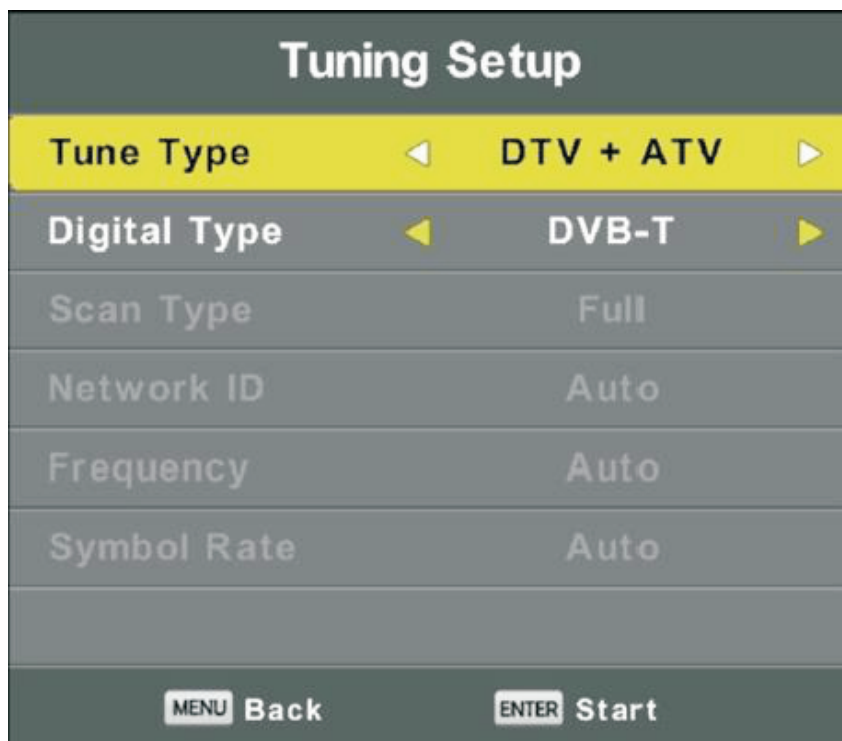 Tuning Setup
Tune Type DTV + ATV
Digital Type DVB-T
Scan Type Full
Network ID Auto
Frequency Auto
Symbol Rate Auto
MENU Back ENTER Start